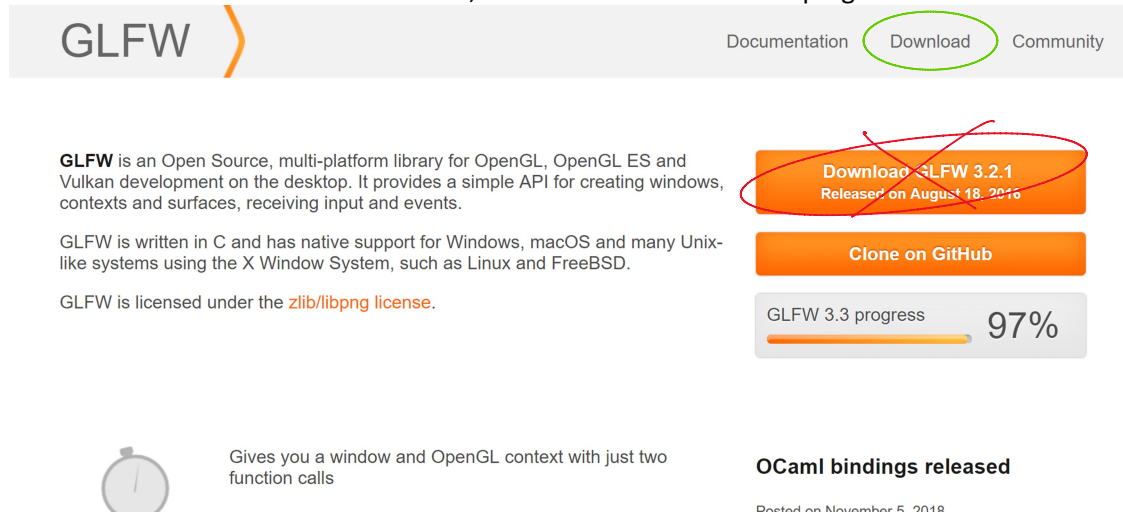 GLFW
Documentation Download Community
GLFW is an Open Source, multi-platform library for OpenGL, OpenGL ES and
Vulkan development on the desktop. It provides a simple API for creating windows,
contexts and surfaces, receiving input and events.
GLFW is written in C and has native support for Windows, macOS and many Unix-
like systems using the X Window System, such as Linux and FreeBSD.
GLFW is licensed under the zlib/libpng license.
Download GLFW 3.2.1
Released on August 18, 2016
Clone on GitHub
GLFW 3.3 progress
97%
Gives you a window and OpenGL context with just two
function calls
OCaml bindings released
Posted on November 5, 2018